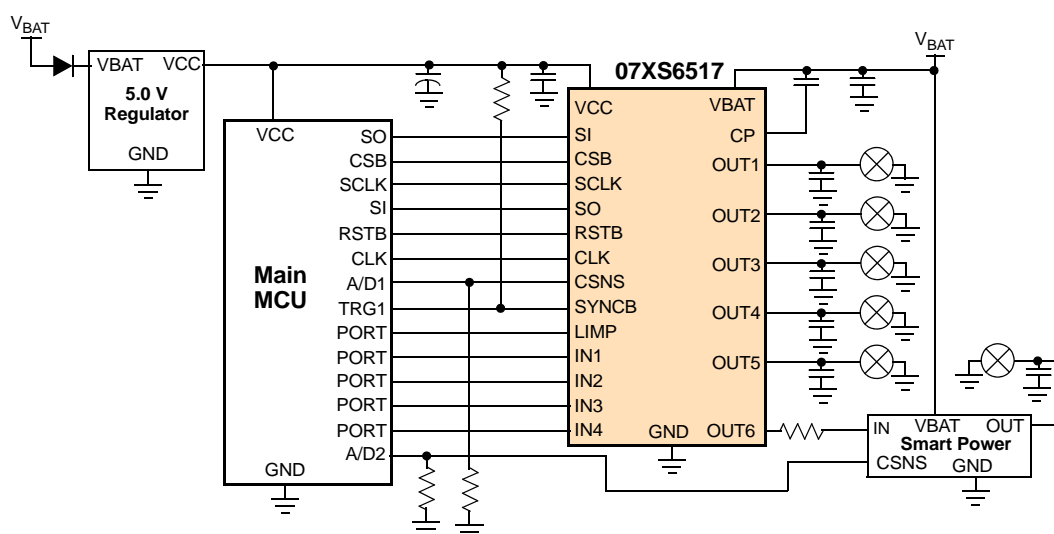 VBAT
VBAT VCC
5.0 V
Regulator
GND
VCC
SO
CSB
SCLK
SI
RSTB
CLK
A/D1
TRG1
PORT
PORT
PORT
PORT
PORT
A/D2
Main
MCU
GND
07XS6517
VCC
SI
CSB
SCLK
SO
RSTB
CLK
CSNS
SYNCB
LIMP
IN1
IN2
IN3
IN4
VBAT
CP
OUT1
OUT2
OUT3
OUT4
OUT5
GND OUT6
VBAT
IN VBAT OUT
Smart Power
CSNS GND